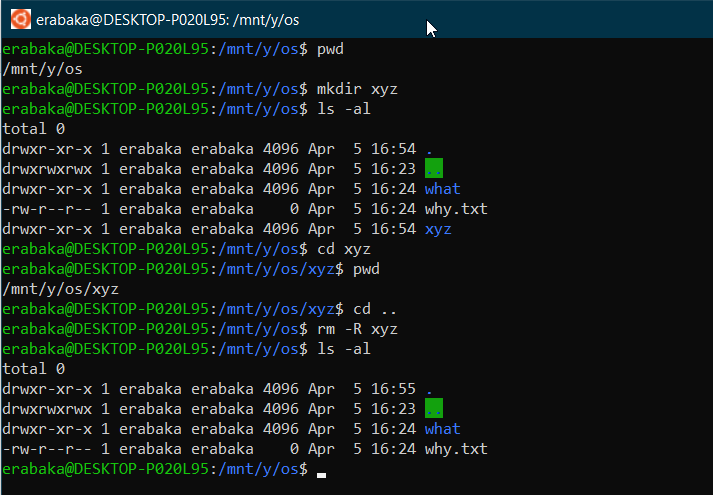 erabaka@DESKTOP-P020L95: /mnt/y/os
erabaka@DESKTOP-P020L95:/mnt/y/os$ pwd
/mnt/y/os
erabaka@DESKTOP-P020L95:/mnt/y/os$ mkdir xyz
erabaka@DESKTOP-P020L95:/mnt/y/os$ ls -al
total 0
drwxr-xr-x 1 erabaka erabaka 4096 Apr  5 16:54 .
drwxrwxrwx 1 erabaka erabaka 4096 Apr  5 16:23 ..
drwxr-xr-x 1 erabaka erabaka 4096 Apr  5 16:24 what
-rw-r--r-- 1 erabaka erabaka    0 Apr  5 16:24 why.txt
drwxr-xr-x 1 erabaka erabaka 4096 Apr  5 16:54 xyz
erabaka@DESKTOP-P020L95:/mnt/y/os$ cd xyz
erabaka@DESKTOP-P020L95:/mnt/y/os/xyz$ pwd
/mnt/y/os/xyz
erabaka@DESKTOP-P020L95:/mnt/y/os/xyz$ cd ..
erabaka@DESKTOP-P020L95:/mnt/y/os$ rm -R xyz
erabaka@DESKTOP-P020L95:/mnt/y/os$ ls -al
total 0
drwxr-xr-x 1 erabaka erabaka 4096 Apr  5 16:55 .
drwxrwxrwx 1 erabaka erabaka 4096 Apr  5 16:23 ..
drwxr-xr-x 1 erabaka erabaka 4096 Apr  5 16:24 what
-rw-r--r-- 1 erabaka erabaka    0 Apr  5 16:24 why.txt
erabaka@DESKTOP-P020L95:/mnt/y/os$